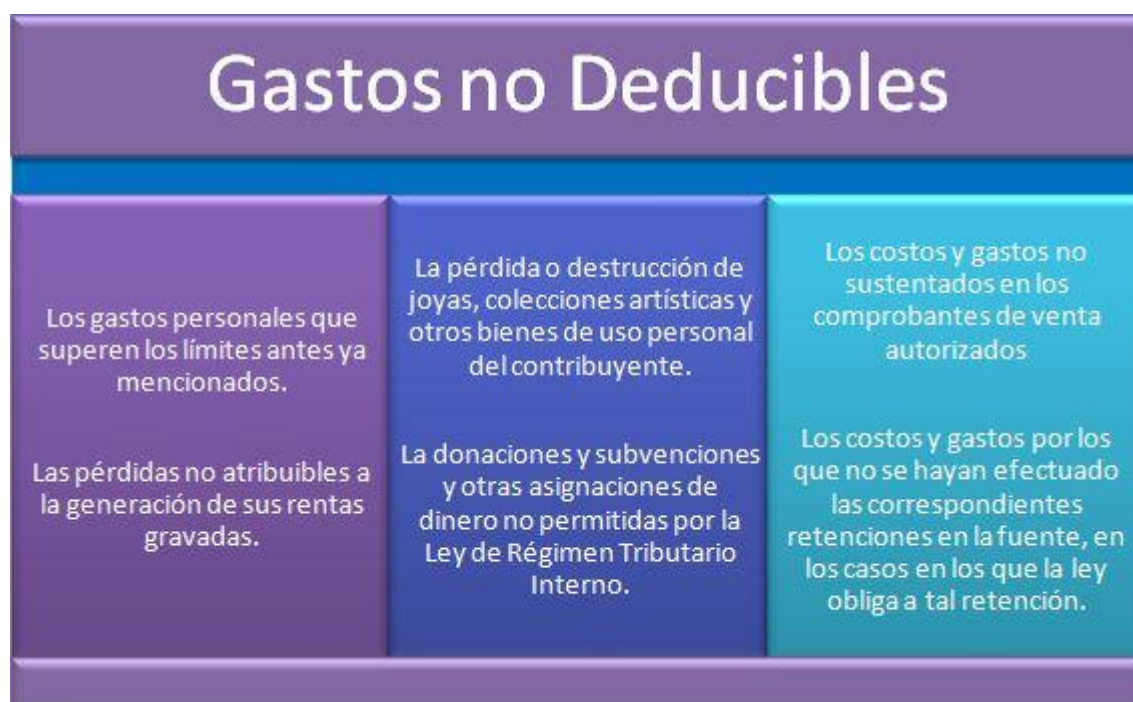 Gastos no Deducibles
Los gastos personales que
superen los límites antes ya
mencionados.
Las pérdidas no atribuibles a
la generación de sus rentas
gravadas.
La pérdida o destrucción de
joyas, colecciones artísticas y
otros bienes de uso personal
del contribuyente.
La donaciones y subvenciones
y otras asignaciones de
dinero no permitidas por la
Ley de Régimen Tributario
Interno.
Los costos y gastos no
sustentados en los
comprobantes de venta
autorizados
Los costos y gastos por los
que no se hayan efectuado
las correspondientes
retenciones en la fuente, en
los casos en los que la ley
obliga a tal retención.